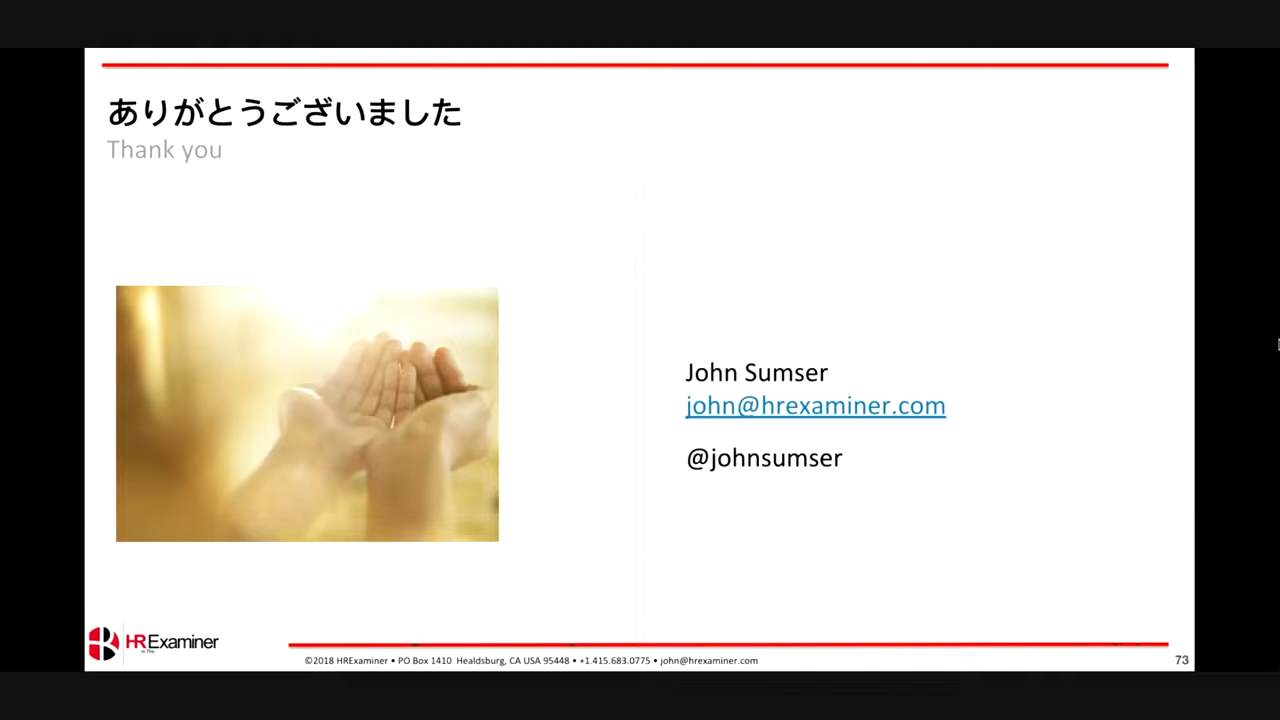 ありがとうございました
Thank you
John Sumser
john@hrexaminer.com
@johnsumser
HRExaminer
©2018 HRExaminer • PO Box 1410 Healdsburg, CA USA 95448 • +1.415.683.0775 • john@hrexaminer.com
73